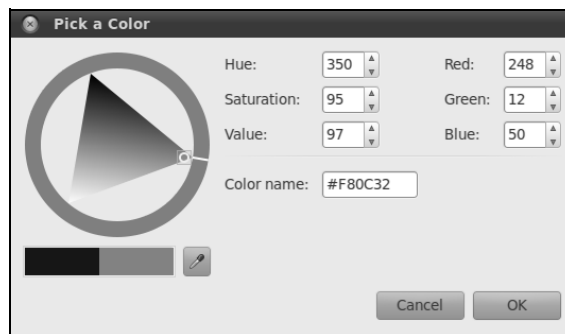 Pick a Color
Hue: 350 Red: 248
Saturation: 95 Green: 12
Value: 97 Blue: 50
Color name: #F80C32
Cancel OK